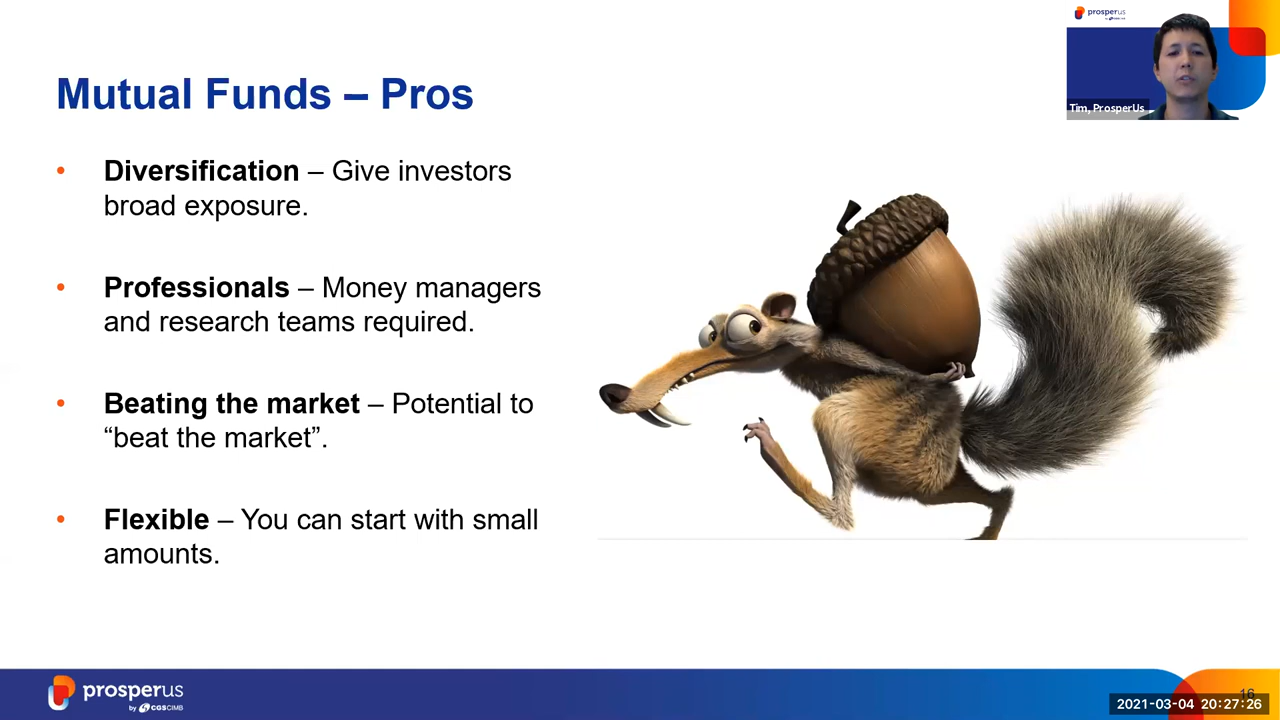 prosperus
Tim, ProsperUs
Mutual Funds – Pros
• Diversification – Give investors
broad exposure.
• Professionals – Money managers
and research teams required.
• Beating the market – Potential to
“beat the market”.
• Flexible – You can start with small
amounts.
prosperus
by CGS CIMB
16
2021-03-04 20:27:26